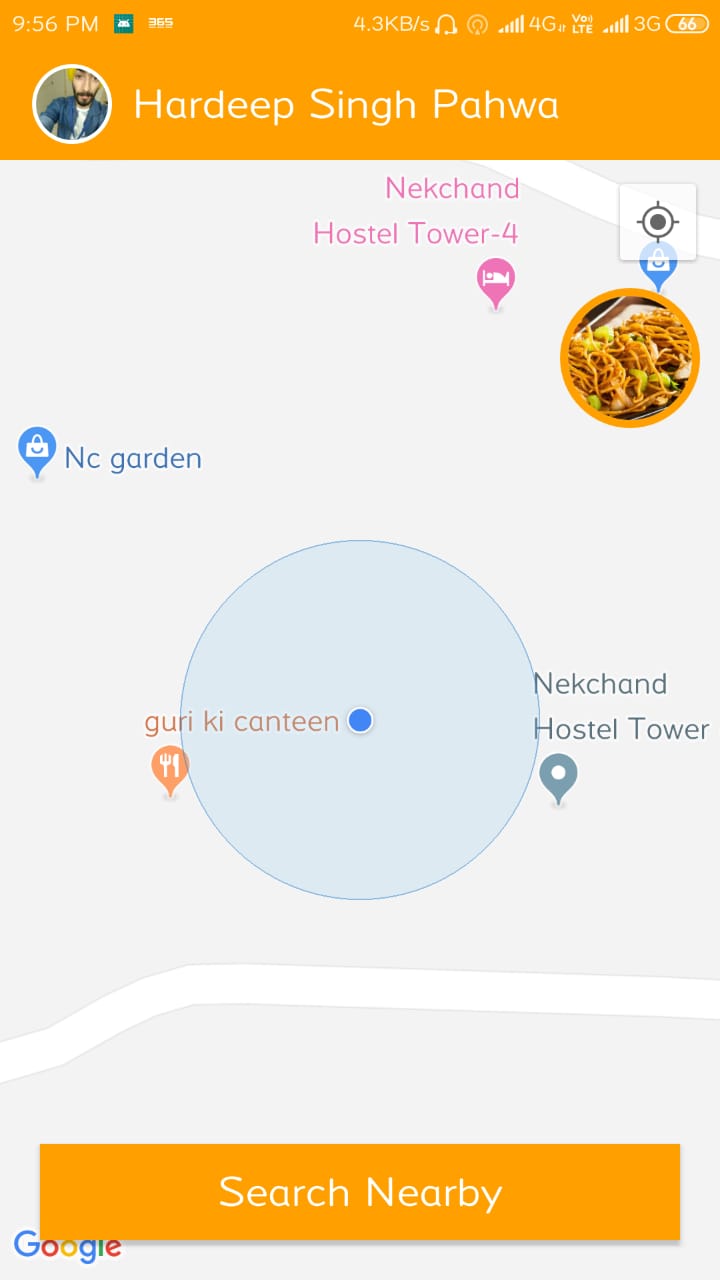 9:56 PM 365 4.3KB/s 4G Vo) LTE 3G 66
Hardeep Singh Pahwa
Nekchand
Hostel Tower-4
Nc garden
Nekchand
Hostel Tower
guri ki canteen
Search Nearby
Google